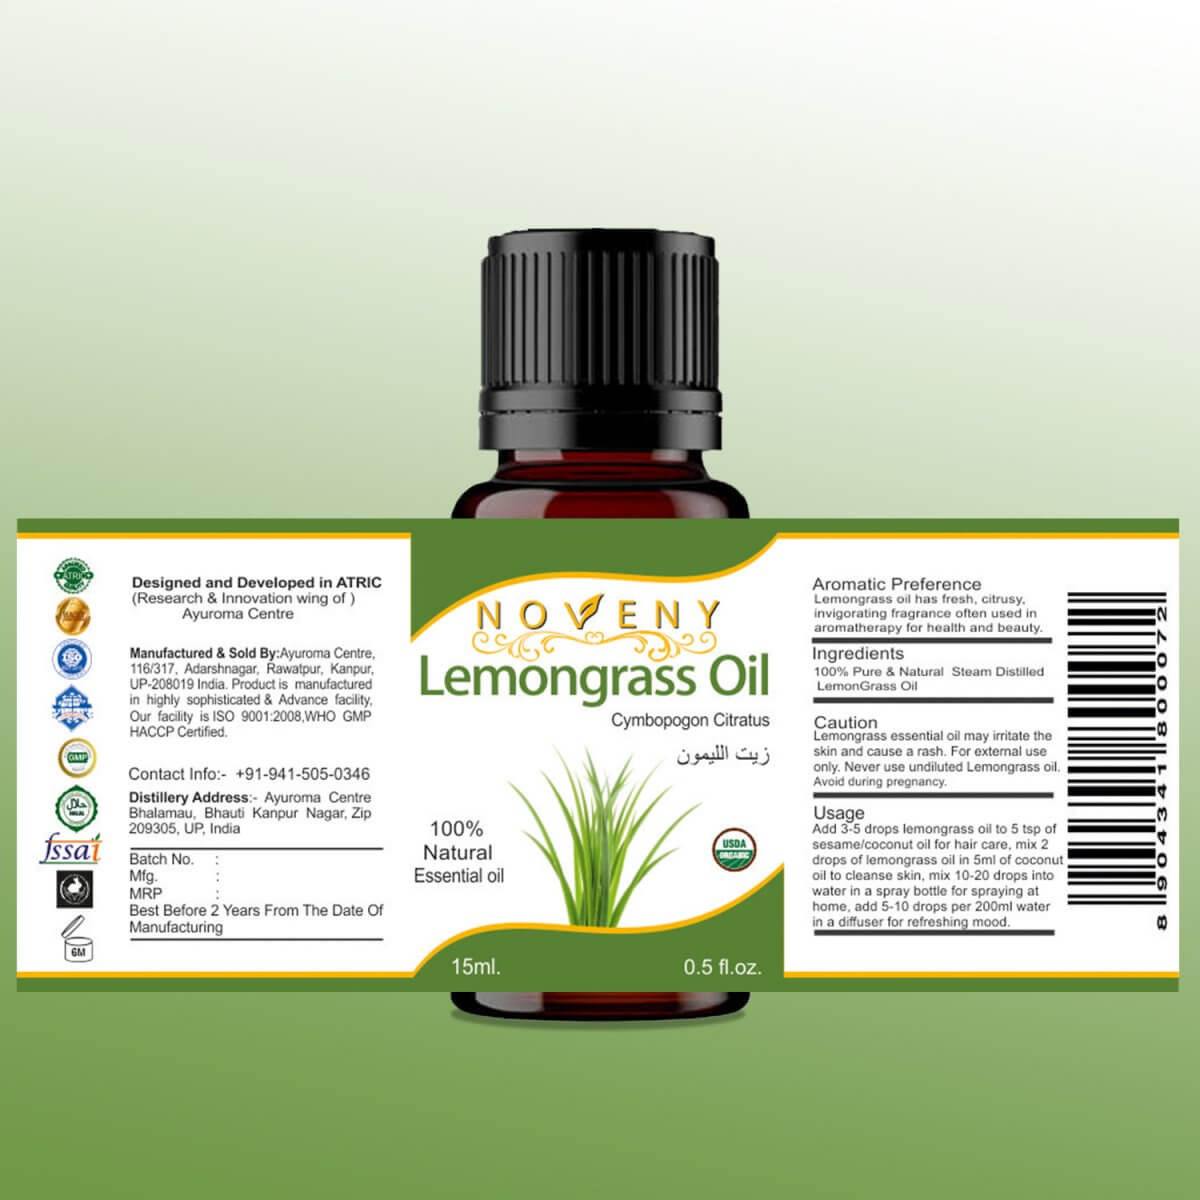 ATRIC
Designed and Developed in ATRIC
(Research & Innovation wing of )
Ayuroma Centre
HACCP
ISO
Manufactured & Sold By:Ayuroma Centre,
116/317, Adarshnagar, Rawatpur, Kanpur,
UP-208019 India. Product is manufactured
in highly sophisticated & Advance facility,
Our facility is ISO 9001:2008,WHO GMP
HACCP Certified.
GMP
Contact Info:- +91-941-505-0346
حلال
HALAL
Distillery Address:- Ayuroma Centre
Bhalamau, Bhauti Kanpur Nagar, Zip
209305, UP, India
fssai
Batch No. :
Mfg. :
MRP :
Best Before 2 Years From The Date Of
Manufacturing
6M
NOVENY
Lemongrass Oil
Cymbopogon Citratus
زيت الليمون
100%
Natural
Essential oil
USDA
ORGANIC
15ml.
0.5 fl.oz.
Aromatic Preference
Lemongrass oil has fresh, citrusy,
invigorating fragrance often used in
aromatherapy for health and beauty.
Ingredients
100% Pure & Natural Steam Distilled
LemonGrass Oil
Caution
Lemongrass essential oil may irritate the
skin and cause a rash. For external use
only. Never use undiluted Lemongrass oil.
Avoid during pregnancy.
Usage
Add 3-5 drops lemongrass oil to 5 tsp of
sesame/coconut oil for hair care, mix 2
drops of lemongrass oil in 5ml of coconut
oil to cleanse skin, mix 10-20 drops into
water in a spray bottle for spraying at
home, add 5-10 drops per 200ml water
in a diffuser for refreshing mood.
8904341800072